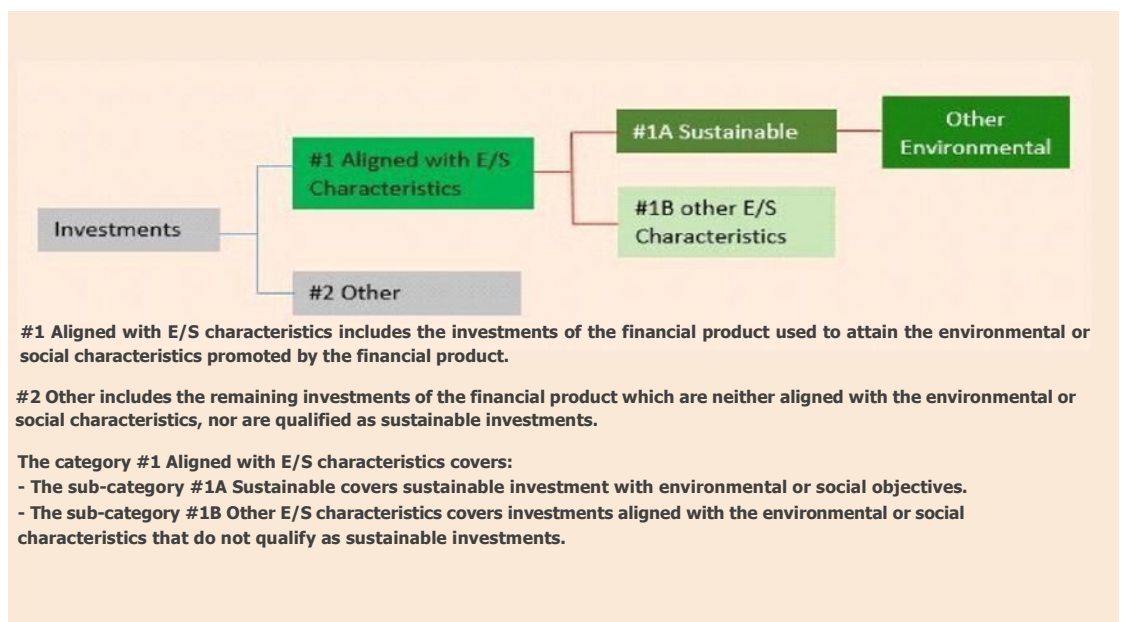 Other
Environmental
#1A Sustainable
#1 Aligned with E/S
Characteristics
#1B other E/S
Characteristics
Investments
#2 Other
#1 Aligned with E/S characteristics includes the investments of the financial product used to attain the environmental or
social characteristics promoted by the financial product.
#2 Other includes the remaining investments of the financial product which are neither aligned with the environmental or
social characteristics, nor are qualified as sustainable investments.
The category #1 Aligned with E/S characteristics covers:
- The sub-category #1A Sustainable covers sustainable investment with environmental or social objectives.
- The sub-category #1B Other E/S characteristics covers investments aligned with the environmental or social
characteristics that do not qualify as sustainable investments.